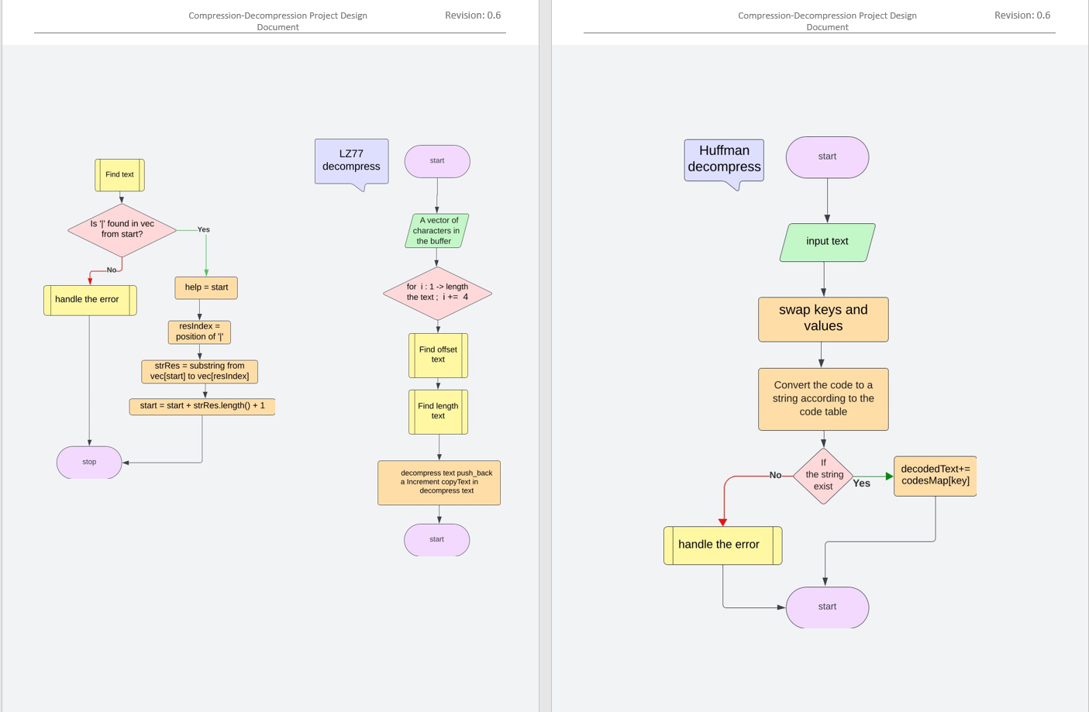 Compression-Decompression Project Design
Document
Revision: 0.6
Find text
Is '|' found in vec
from start?
Yes
No
handle the error
help = start
resIndex =
position of '|'
strRes = substring from
vec[start] to vec[resIndex]
start = start + strRes.length() + 1
stop
LZ77
decompress
start
A vector of
characters in
the buffer
for i : 1 -> length
the text ; i += 4
Find offset
text
Find length
text
decompress text push_back
a Increment copyText in
decompress text
start
Compression-Decompression Project Design
Document
Revision: 0.6
Huffman
decompress
start
input text
swap keys and
values
Convert the code to a
string according to the
code table
If
the string
exist
No
Yes
decodedText+=
codesMap[key]
handle the error
start